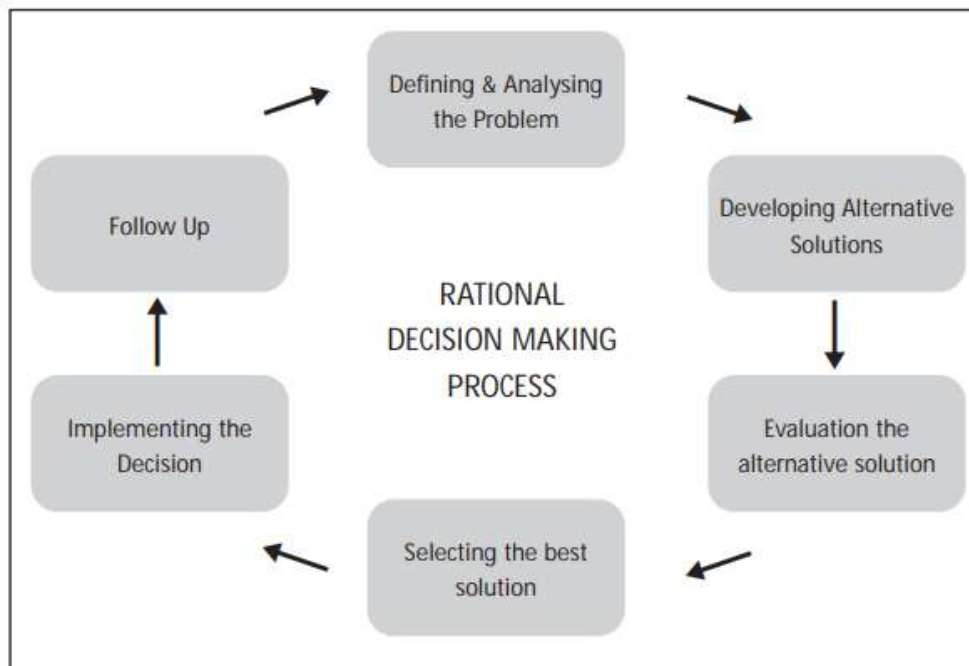 Defining & Analysing
the Problem
Developing Alternative
Solutions
Evaluation the
alternative solution
Selecting the best
solution
Implementing the
Decision
Follow Up
RATIONAL
DECISION MAKING
PROCESS